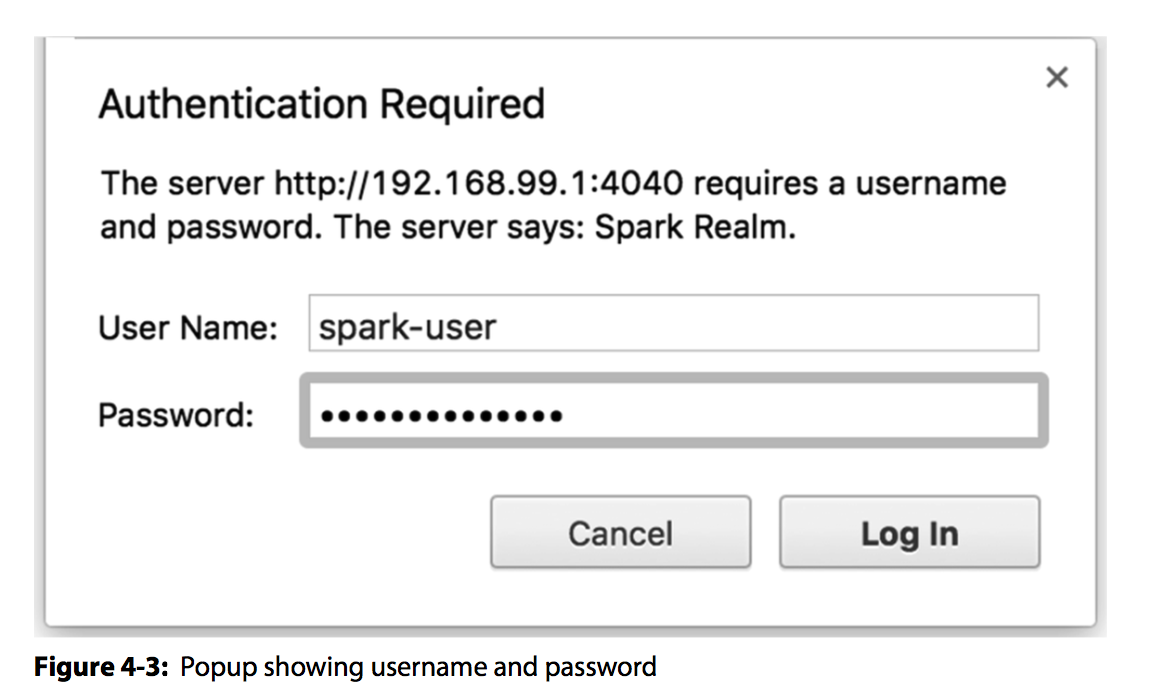 Authentication Required
The server http://192.168.99.1:4040 requires a username
and password. The server says: Spark Realm.
User Name: spark-user
Password: ••••••••••••••
Cancel Log In
Figure 4-3: Popup showing username and password